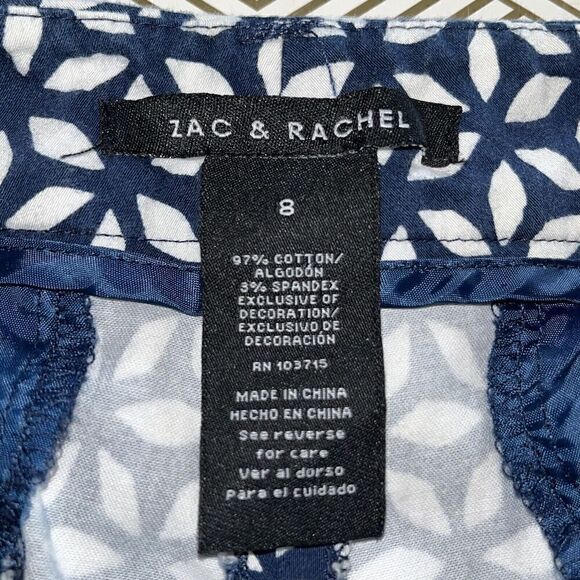 ZAC & RACHEL
8
97% COTTON/
ALGODÓN
3% SPANDEX
EXCLUSIVE OF
DECORATION/
EXCLUSIVO DE
DECORACIÓN
RN 103715
MADE IN CHINA
HECHO EN CHINA
See reverse
for care
Ver al dorso
Para el cuidado